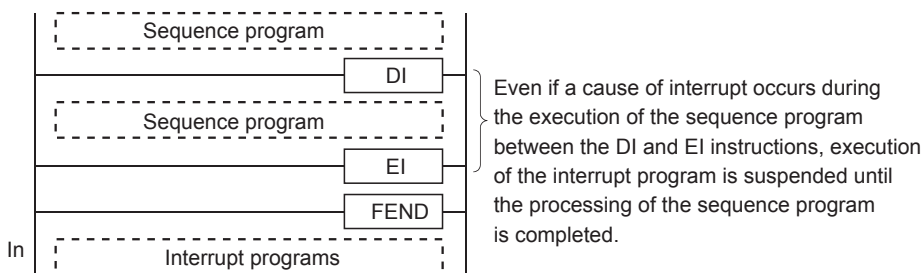 Sequence program
DI
Sequence program
EI
FEND
In
Interrupt programs
Even if a cause of interrupt occurs during
the execution of the sequence program
between the DI and EI instructions, execution
of the interrupt program is suspended until
the processing of the sequence program
is completed.